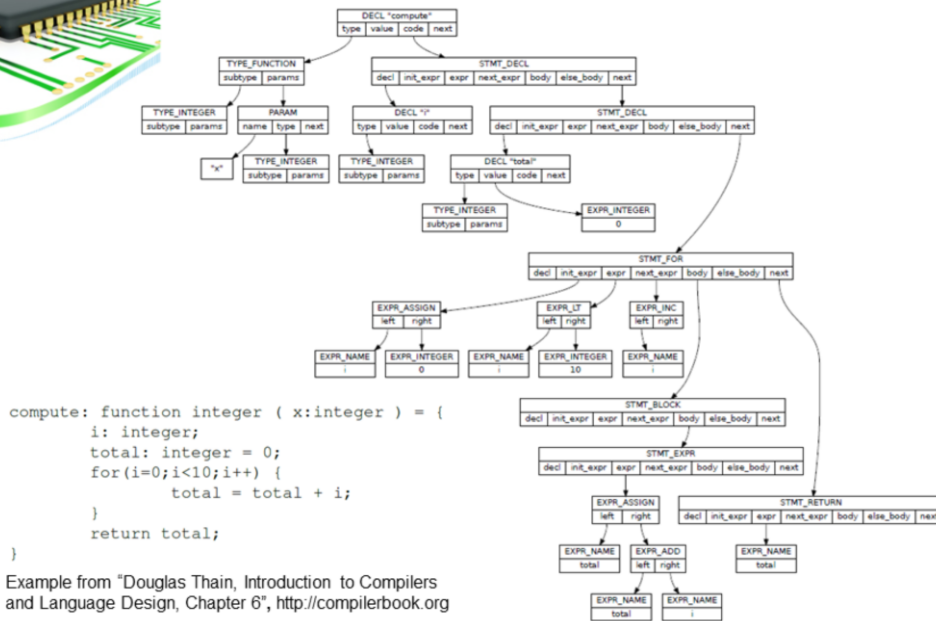 DECL "compute"
type value code next
TYPE_FUNCTION
subtype params
STMT_DECL
decl init_expr expr next_expr body else_body next
TYPE_INTEGER
subtype params
PARAM
name type next
DECL "i"
type value code next
STMT_DECL
decl init_expr expr next_expr body else_body next
"x"
TYPE_INTEGER
subtype params
TYPE_INTEGER
subtype params
DECL "total"
type value code next
TYPE_INTEGER
subtype params
EXPR_INTEGER
0
STMT_FOR
decl init_expr expr next_expr body else_body next
EXPR_ASSIGN
left right
EXPR_LT
left right
EXPR_INC
left right
EXPR_NAME
i
EXPR_INTEGER
0
EXPR_NAME
i
EXPR_INTEGER
10
EXPR_NAME
i
STMT_BLOCK
decl init_expr expr next_expr body else_body next
STMT_EXPR
decl init_expr expr next_expr body else_body next
EXPR_ASSIGN
left right
STMT_RETURN
decl init_expr expr next_expr body else_body next
EXPR_NAME
total
EXPR_ADD
left right
EXPR_NAME
total
EXPR_NAME
total
EXPR_NAME
i
compute: function integer ( x:integer ) = {
i: integer;
total: integer = 0;
for(i=0;i<10;i++) {
total = total + i;
}
return total;
}
Example from “Douglas Thain, Introduction to Compilers
and Language Design, Chapter 6”, http://compilerbook.org